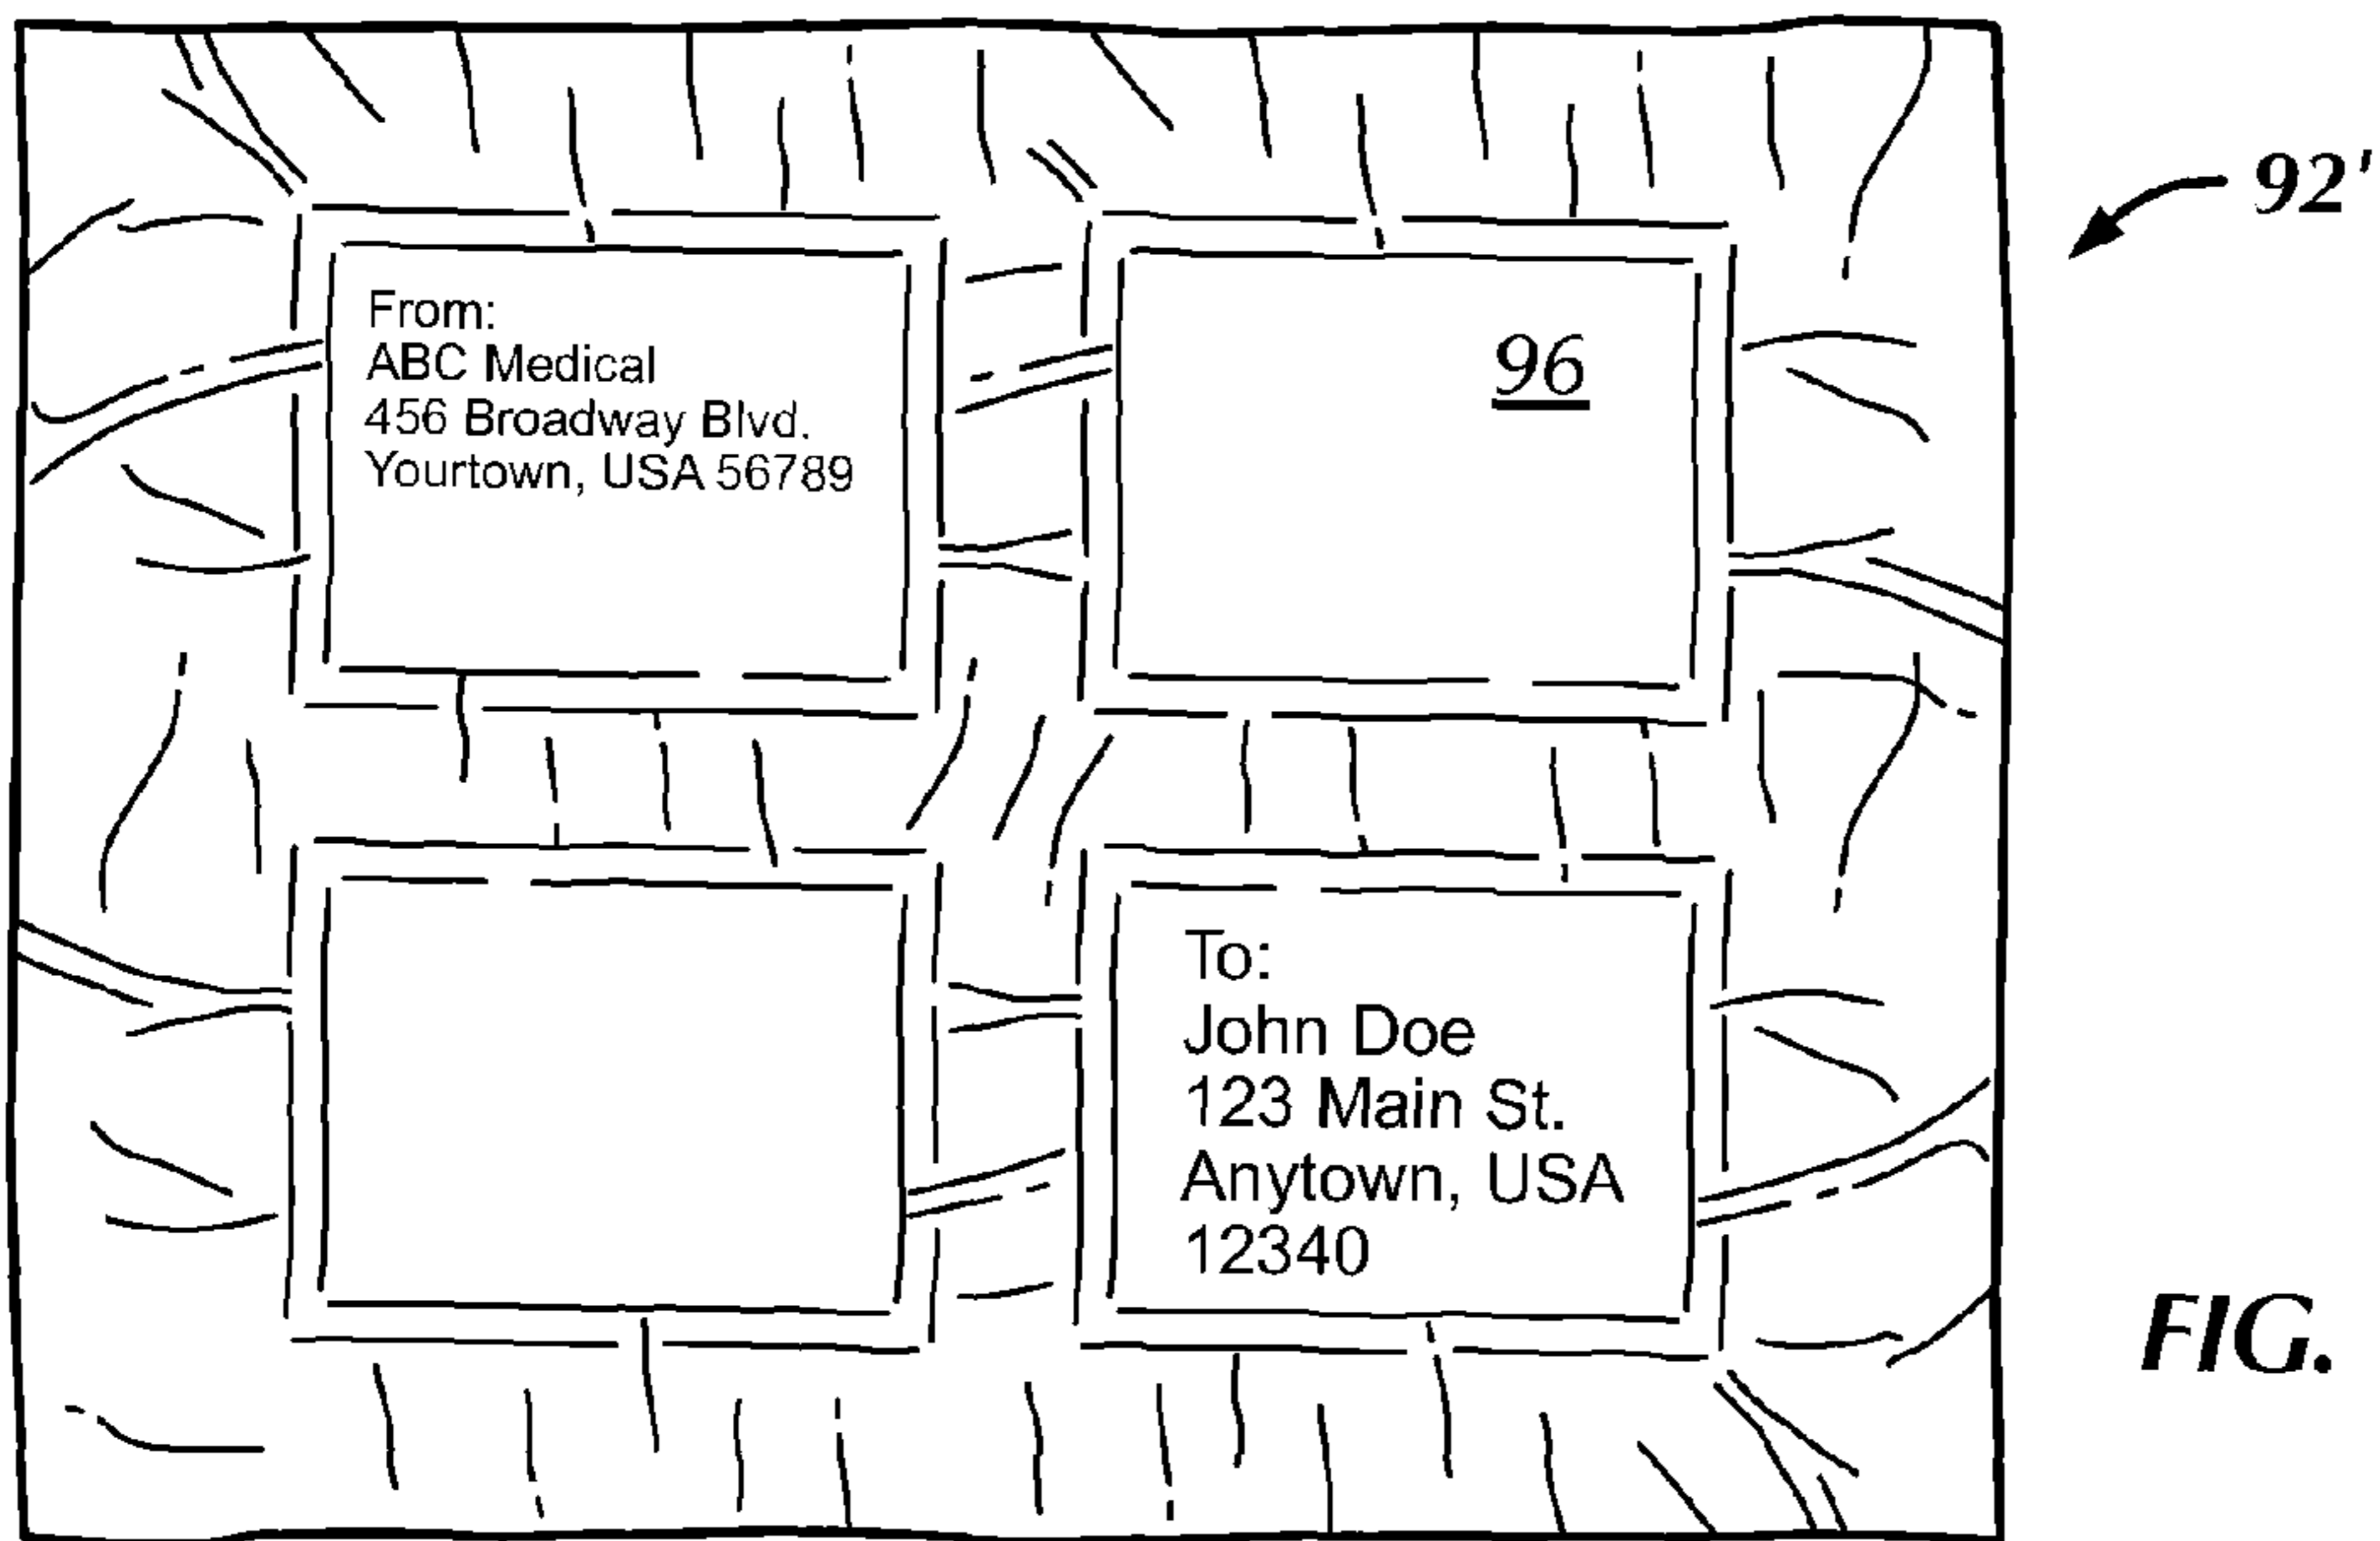 92'
From:
ABC Medical
456 Broadway Blvd.
Yourtown, USA 56789
96
To:
John Doe
123 Main St.
Anytown, USA
12340
FIG.